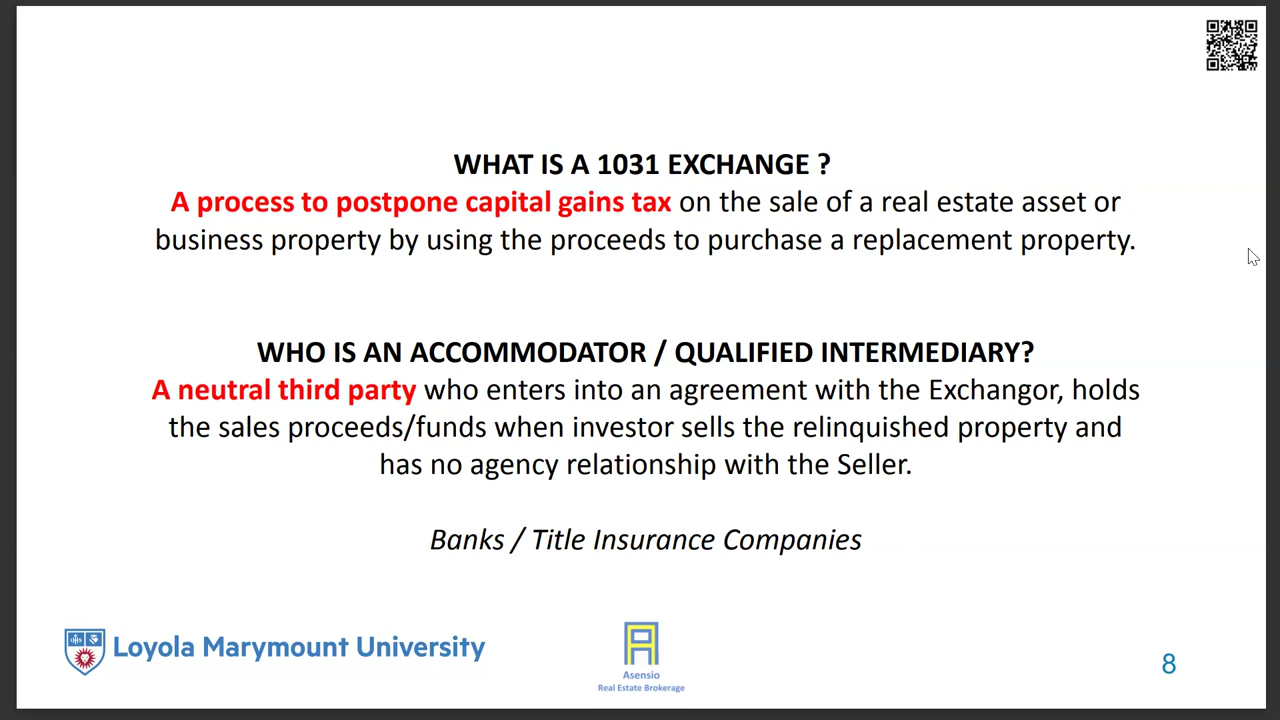 WHAT IS A 1031 EXCHANGE ?
A process to postpone capital gains tax on the sale of a real estate asset or
business property by using the proceeds to purchase a replacement property.
WHO IS AN ACCOMMODATOR / QUALIFIED INTERMEDIARY?
A neutral third party who enters into an agreement with the Exchangor, holds
the sales proceeds/funds when investor sells the relinquished property and
has no agency relationship with the Seller.
Banks / Title Insurance Companies
Loyola Marymount University
Asensio
Real Estate Brokerage
8